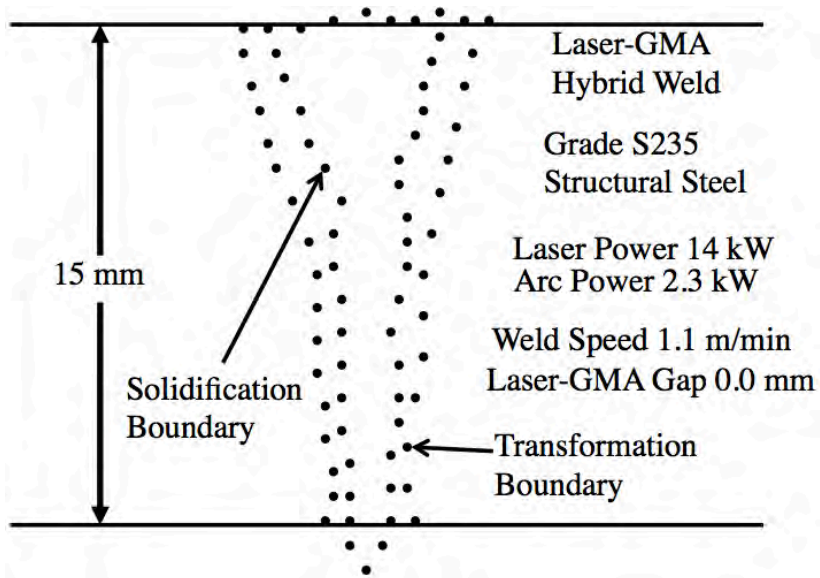 Laser-GMA
Hybrid Weld
Grade S235
Structural Steel
Laser Power 14 kW
Arc Power 2.3 kW
15 mm
Weld Speed 1.1 m/min
Laser-GMA Gap 0.0 mm
Solidification
Boundary
Transformation
Boundary